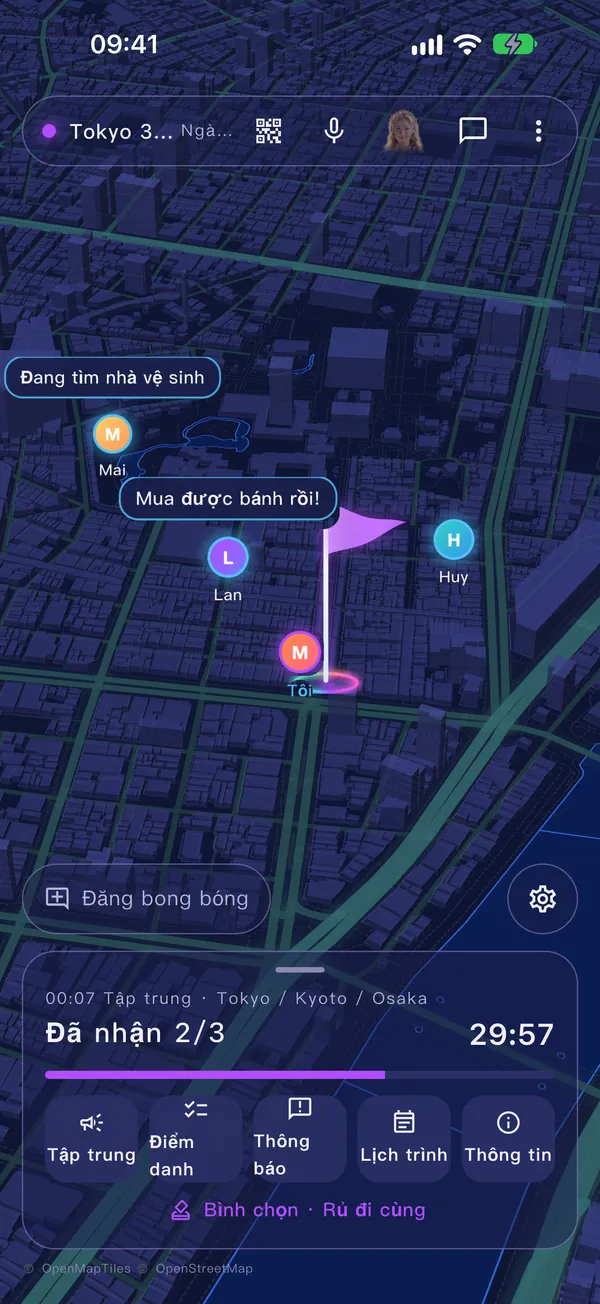 09:41
Tokyo 3... Ngà...
Đang tìm nhà vệ sinh
M
Mai
Mua được bánh rồi!
H
Huy
L
Lan
M
Tôi
Đăng bong bóng
00:07 Tập trung · Tokyo / Kyoto / Osaka
Đã nhận 2/3
29:57
Tập trung
Điểm danh
Thông báo
Lịch trình
Thông tin
Bình chọn · Rủ đi cùng
© OpenMapTiles © OpenStreetMap